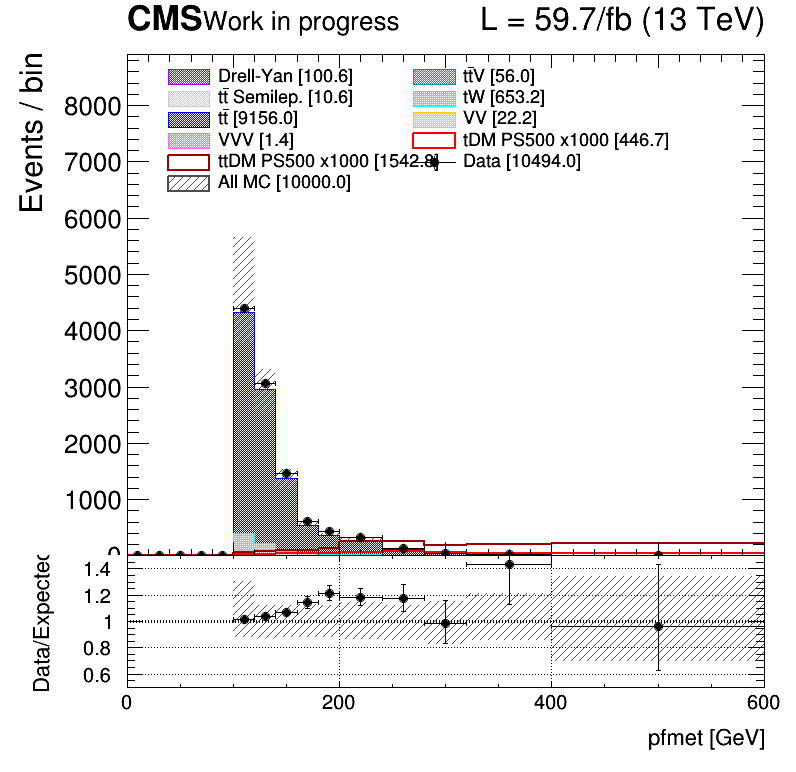 CMS Work in progress L = 59.7/fb (13 TeV)
Events / bin
Drell-Yan [100.6] tt̄V [56.0]
tt̄ Semilep. [10.6] tW [653.2]
tt̄ [9156.0] VV [22.2]
VVV [1.4] tDM PS500 x1000 [446.7]
ttDM PS500 x1000 [1542.8] Data [10494.0]
All MC [10000.0]
8000
7000
6000
5000
4000
3000
2000
1000
0
Data/Expected
1.4
1.2
1
0.8
0.6
0 200 400 600
pfmet [GeV]